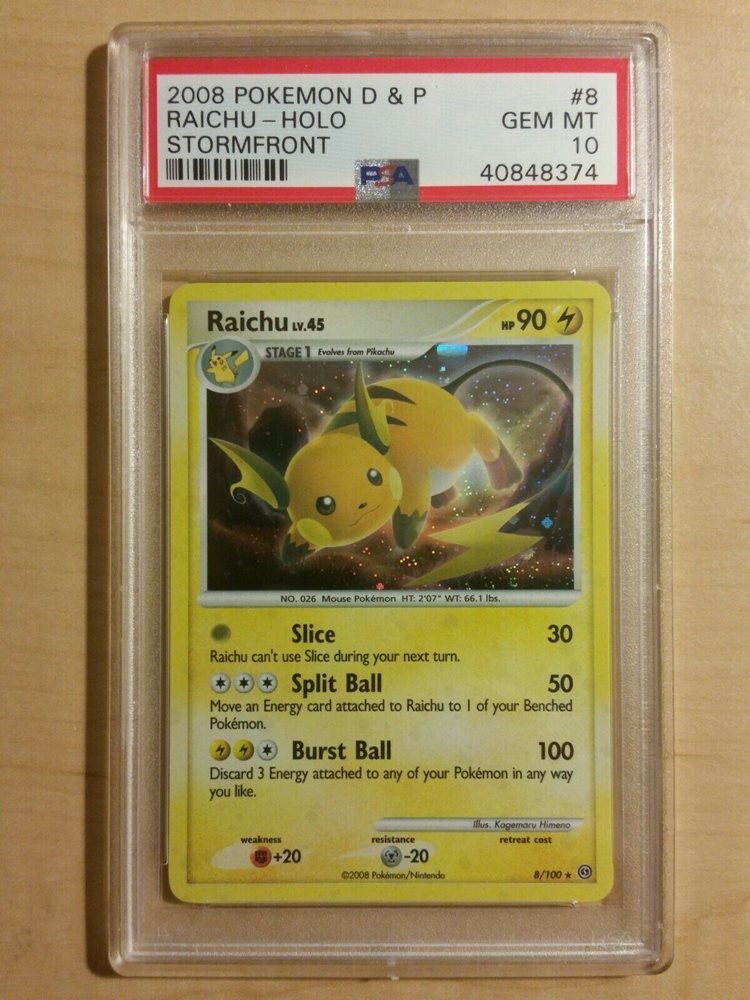 2008 POKEMON D & P #8
RAICHU – HOLO GEM MT
STORMFRONT 10
PSA 40848374
Raichu LV.45 HP 90
STAGE 1 Evolves from Pikachu
NO. 026 Mouse Pokémon HT: 2'07" WT: 66.1 lbs.
Slice 30
Raichu can't use Slice during your next turn.
Split Ball 50
Move an Energy card attached to Raichu to 1 of your Benched
Pokémon.
Burst Ball 100
Discard 3 Energy attached to any of your Pokémon in any way
you like.
Illus. Kagemaru Himeno
weakness resistance retreat cost
+20 -20
©2008 Pokémon/Nintendo 8/100 ★